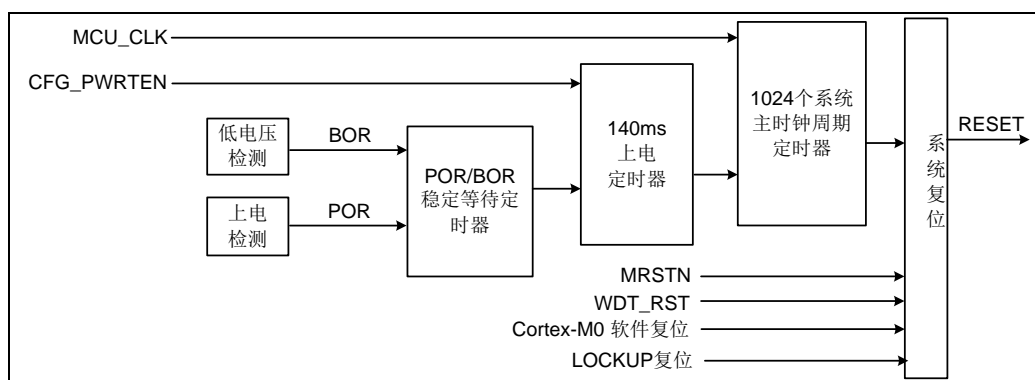 MCU_CLK
CFG_PWRTEN
低电压
检测
BOR
上电
检测
POR
POR/BOR
稳定等待定
时器
140ms
上电
定时器
1024个系统
主时钟周期
定时器
系统复位
RESET
MRSTN
WDT_RST
Cortex-M0 软件复位
LOCKUP复位